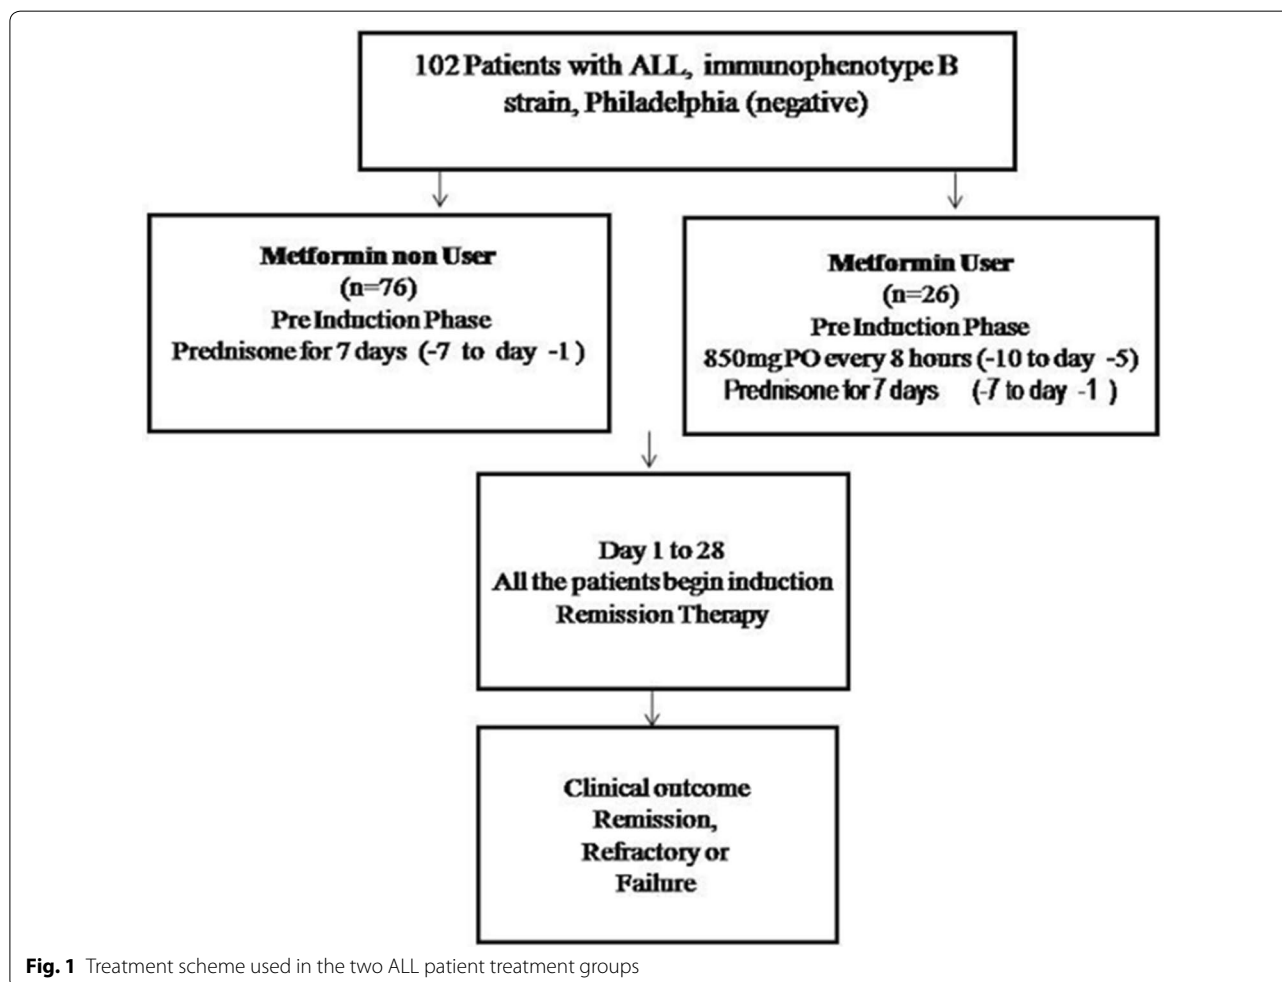 102 Patients with ALL, immunophenotype B
strain, Philadelphia (negative)
Metformin non User
(n=76)
Pre Induction Phase
Prednisone for 7 days (-7 to day -1 )
Metformin User
(n=26)
Pre Induction Phase
850mg PO every 8 hours (-10 to day -5)
Prednisone for 7 days (-7 to day -1 )
Day 1 to 28
All the patients begin induction
Remission Therapy
Clinical outcome
Remission,
Refractory or
Failure
Fig. 1 Treatment scheme used in the two ALL patient treatment groups